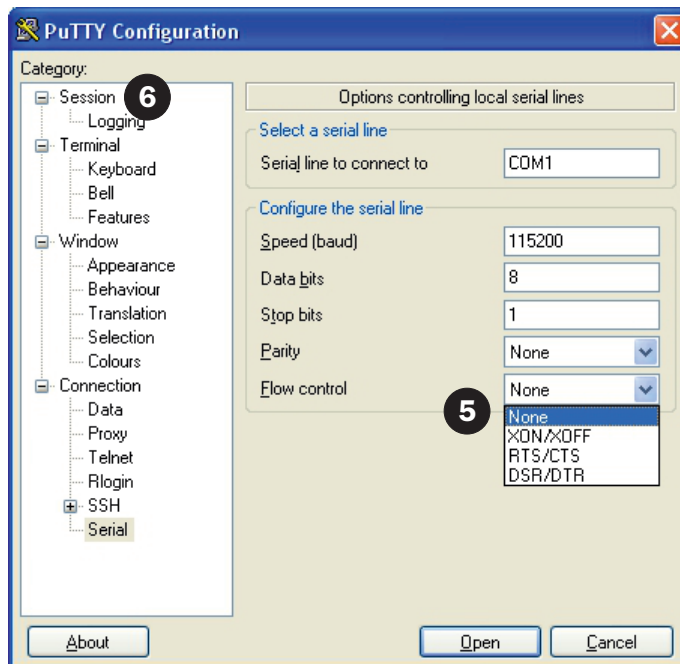 PuTTY Configuration
Category:
Session 6
Logging
Terminal
Keyboard
Bell
Features
Window
Appearance
Behaviour
Translation
Selection
Colours
Connection
Data
Proxy
Telnet
Rlogin
SSH
Serial
Options controlling local serial lines
Select a serial line
Serial line to connect to COM1
Configure the serial line
Speed (baud) 115200
Data bits 8
Stop bits 1
Parity None
Flow control None
5
None
XON/XOFF
RTS/CTS
DSR/DTR
About Open Cancel